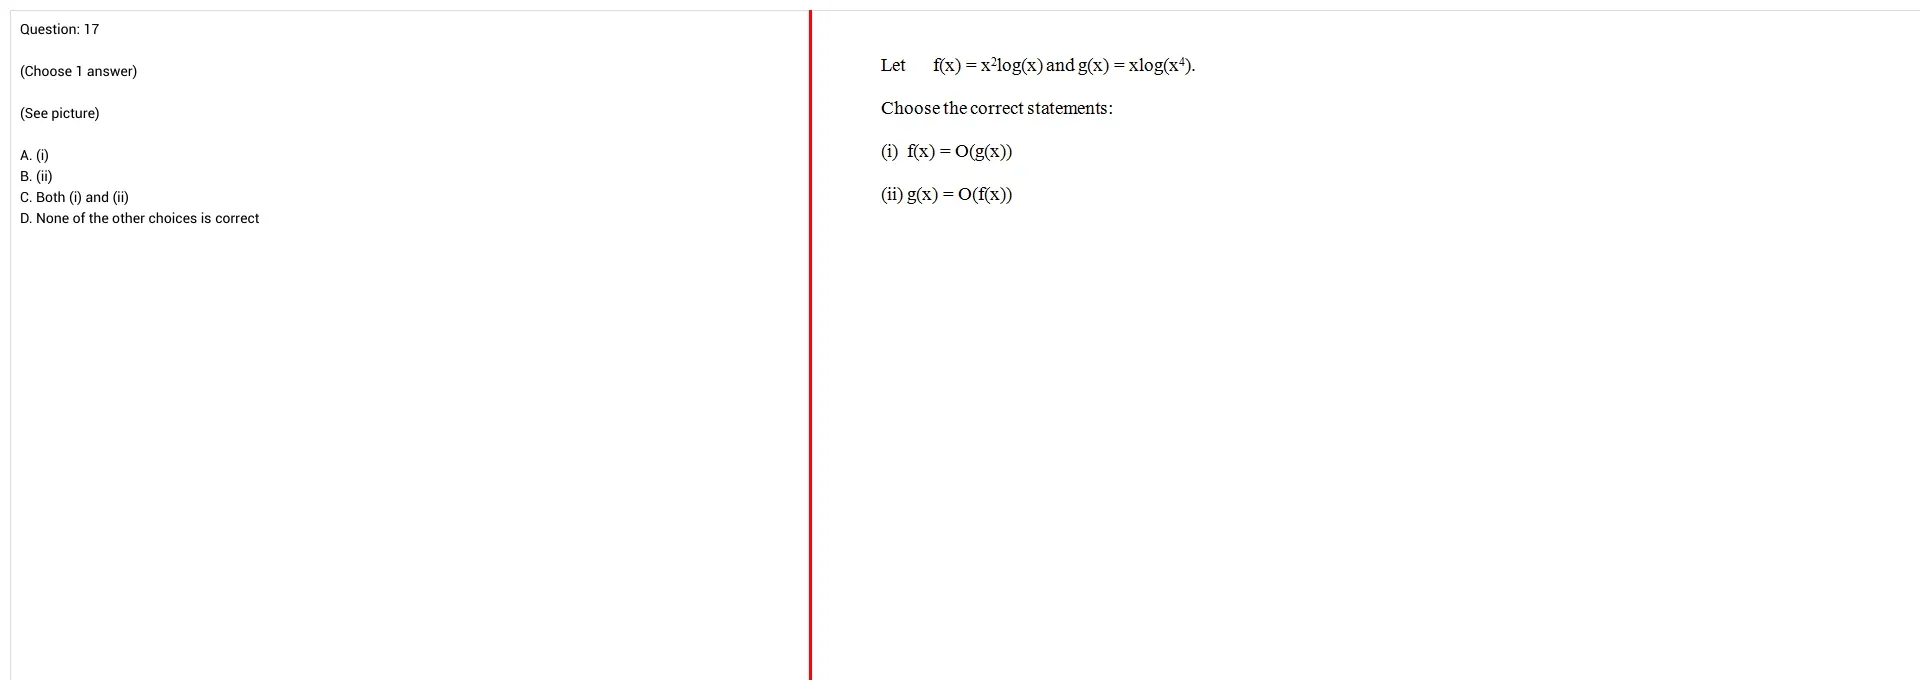 Question: 17
(Choose 1 answer)
(See picture)
A. (i)
B. (ii)
C. Both (i) and (ii)
D. None of the other choices is correct
Let f(x) = x²log(x) and g(x) = xlog(x⁴).
Choose the correct statements:
(i) f(x) = O(g(x))
(ii) g(x) = O(f(x))